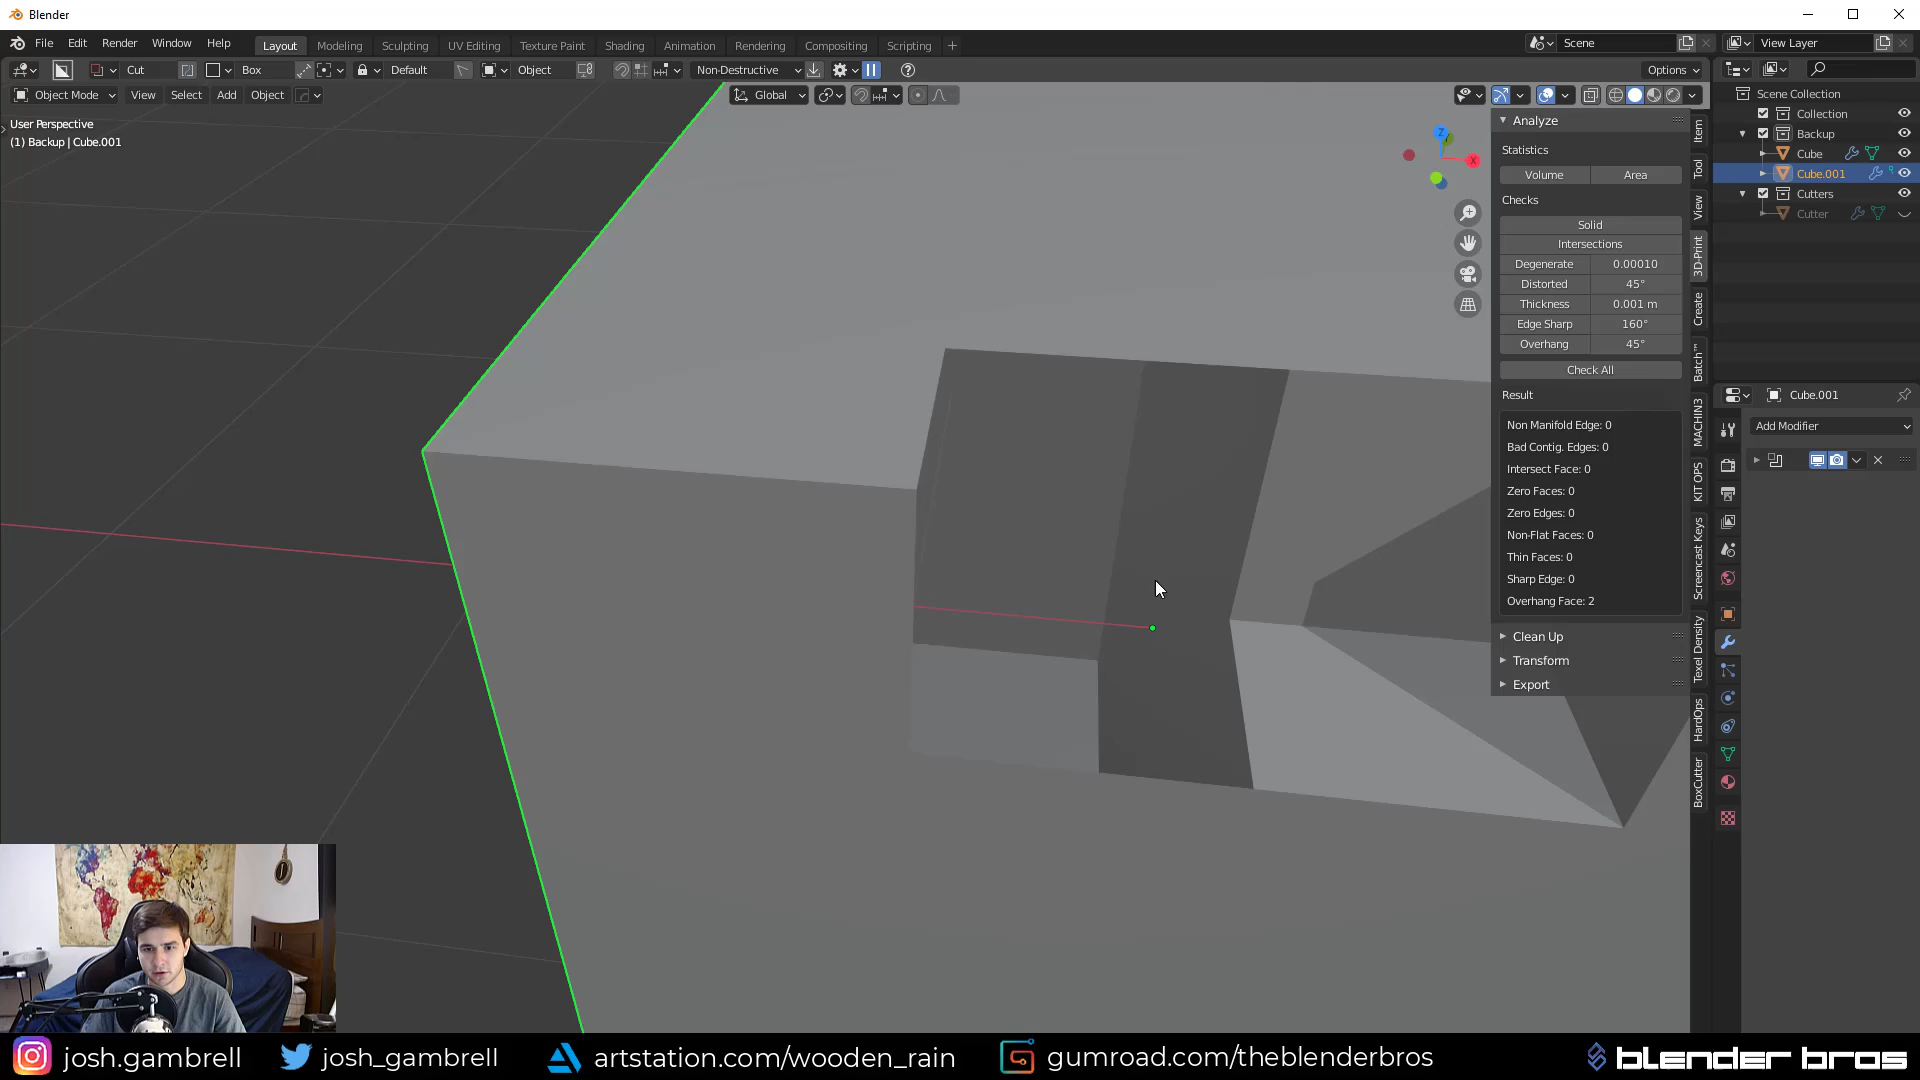 Blender
File Edit Render Window Help Layout Modeling Sculpting UV Editing Texture Paint Shading Animation Rendering Compositing Scripting Scene View Layer
Cut Box Default Object Non-Destructive Options
Object Mode View Select Add Object Global
User Perspective
(1) Backup | Cube.001
Z
X
Analyze
Statistics
Volume Area
Checks
Solid
Intersections
Degenerate 0.00010
Distorted 45°
Thickness 0.001 m
Edge Sharp 160°
Overhang 45°
Check All
Result
Non Manifold Edge: 0
Bad Contig. Edges: 0
Intersect Face: 0
Zero Faces: 0
Zero Edges: 0
Non-Flat Faces: 0
Thin Faces: 0
Sharp Edge: 0
Overhang Face: 2
Clean Up
Transform
Export
Item
Tool
View
3D-Print
Create
Batch™
MACHIN3
KIT OPS
Screencast Keys
Texel Density
HardOps
BoxCutter
Scene Collection
Collection
Backup
Cube
Cube.001
Cutters
Cutter
Cube.001
Add Modifier
josh.gambrell josh_gambrell artstation.com/wooden_rain gumroad.com/theblenderbros blender bros